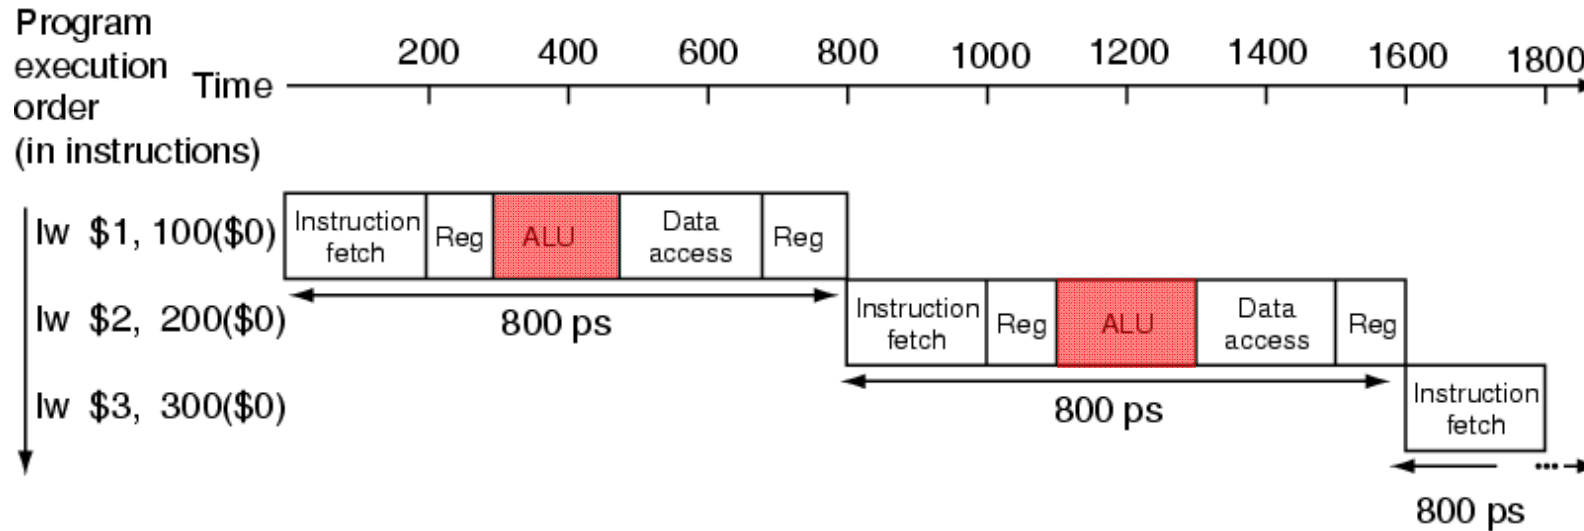 Program
execution
order
(in instructions)
Time
200 400 600 800 1000 1200 1400 1600 1800
lw $1, 100($0)
Instruction
fetch
Reg
ALU
Data
access
Reg
800 ps
lw $2, 200($0)
Instruction
fetch
Reg
ALU
Data
access
Reg
800 ps
lw $3, 300($0)
Instruction
fetch
...
800 ps